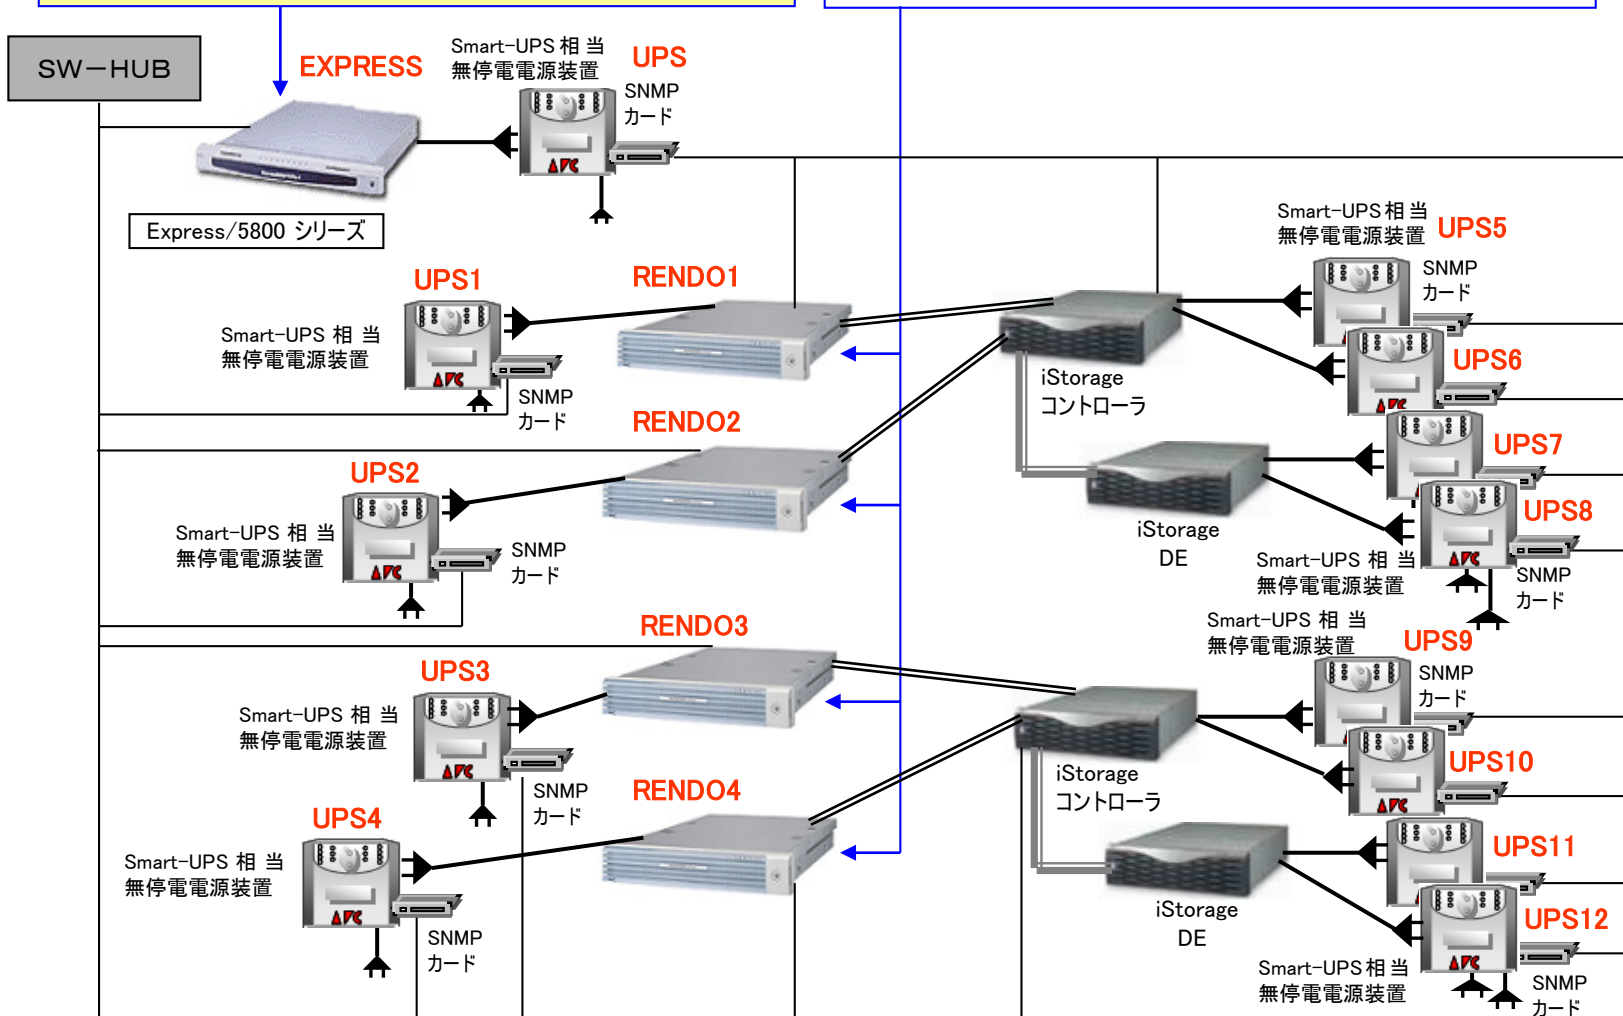 SW－HUB
EXPRESS
Smart-UPS 相 当
無停電電源装置
UPS
SNMP
カード
APC
Express/5800 シリーズ
Smart-UPS 相 当
無停電電源装置
UPS5
SNMP
カード
UPS1
RENDO1
Smart-UPS 相 当
無停電電源装置
APC
SNMP
カード
iStorage
コントローラ
UPS6
APC
RENDO2
UPS7
UPS2
Smart-UPS 相 当
無停電電源装置
APC
SNMP
カード
iStorage
DE
UPS8
APC
Smart-UPS 相 当
無停電電源装置
SNMP
カード
RENDO3
Smart-UPS 相 当
無停電電源装置
UPS9
SNMP
カード
UPS3
Smart-UPS 相 当
無停電電源装置
APC
SNMP
カード
iStorage
コントローラ
UPS10
APC
RENDO4
UPS4
Smart-UPS 相 当
無停電電源装置
APC
SNMP
カード
UPS11
iStorage
DE
UPS12
APC
Smart-UPS 相 当
無停電電源装置
SNMP
カード